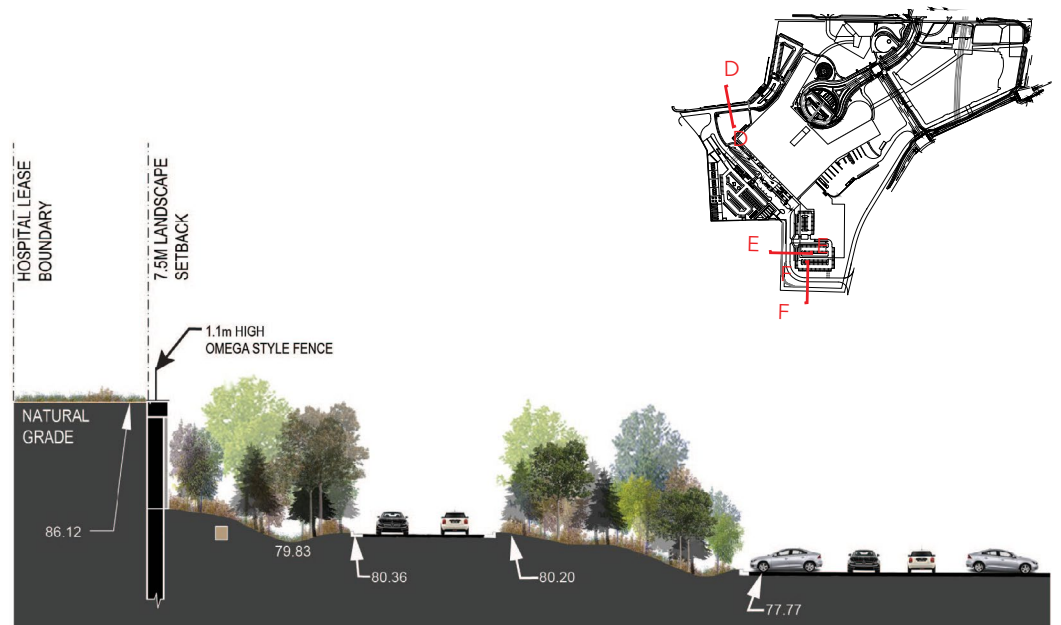 D
D
E
E
F
F
HOSPITAL LEASE
BOUNDARY
7.5M LANDSCAPE
SETBACK
1.1m HIGH
OMEGA STYLE FENCE
NATURAL
GRADE
86.12
79.83
80.36
80.20
77.77